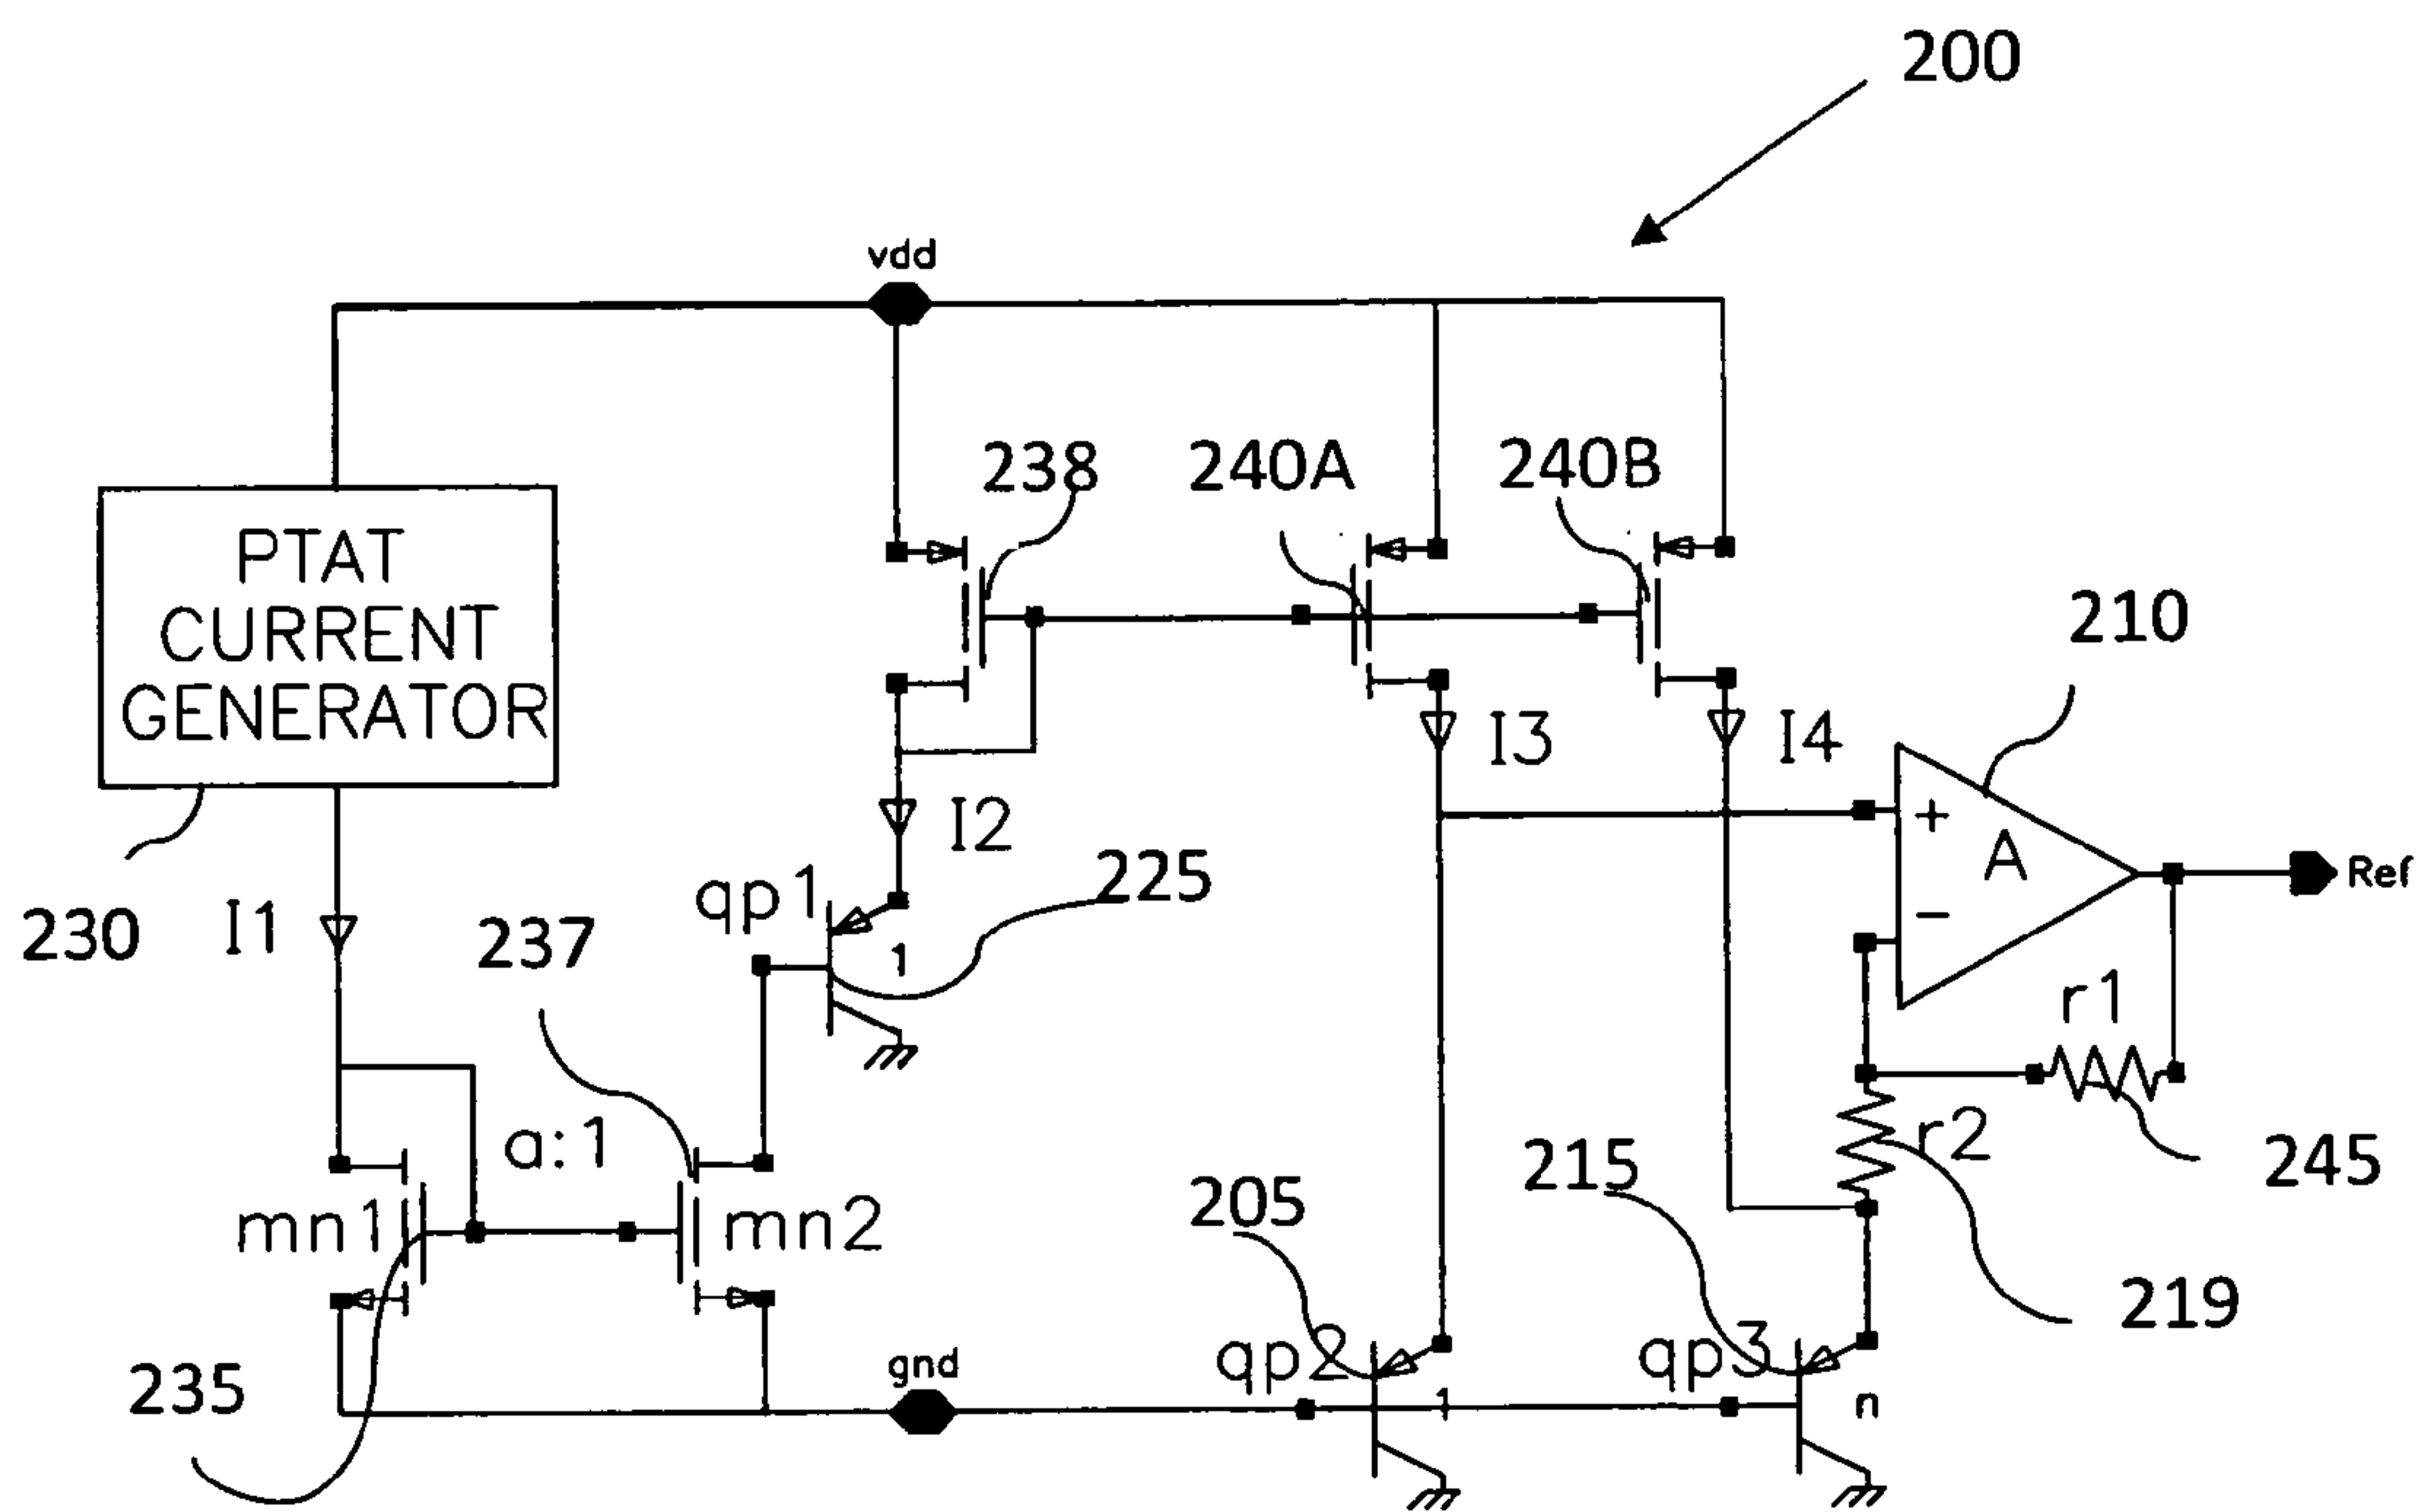 200
vdd
238
240A
240B
PTAT
CURRENT
GENERATOR
210
I3
I4
+
A
−
I2
Ref
qp1
225
230
I1
237
1
r1
a:1
r2
245
mn1
mn2
205
215
219
235
gnd
qp2
1
qp3
n